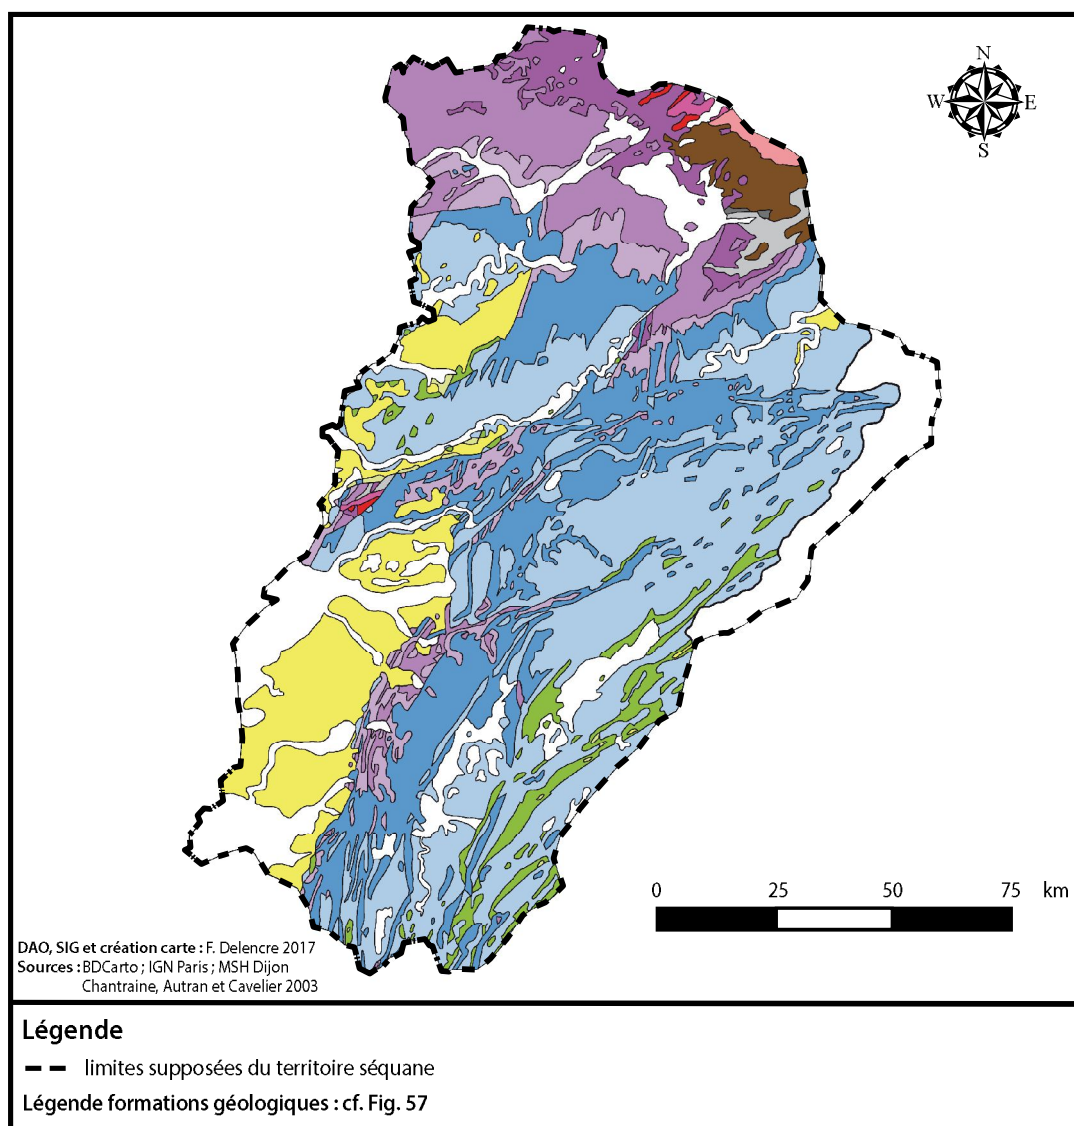 N
W E
S
0 25 50 75 km
DAO, SIG et création carte : F. Delencre 2017
Sources : BDCarto ; IGN Paris ; MSH Dijon
Chantraine, Autran et Cavelier 2003
Légende
limites supposées du territoire séquane
Légende formations géologiques : cf. Fig. 57